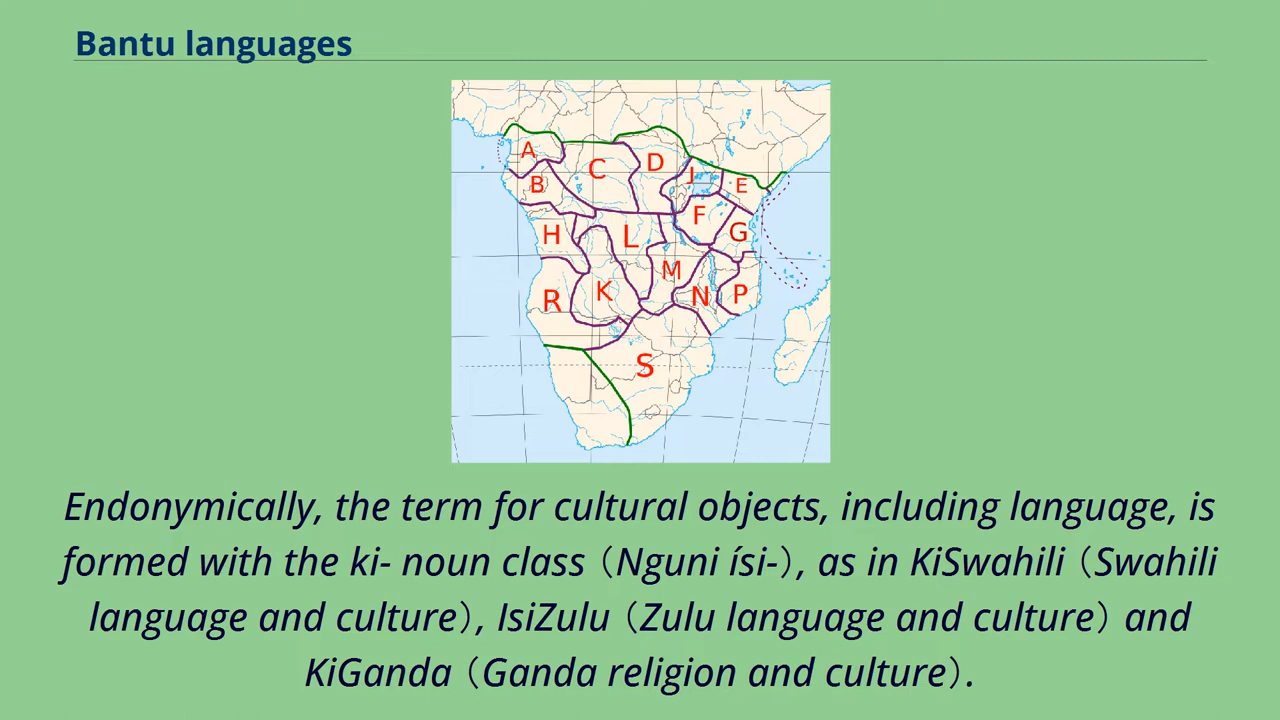 Bantu languages
A
B
C
D
J
E
F
G
H
L
M
R
K
N
P
S
Endonymically, the term for cultural objects, including language, is
formed with the ki- noun class（Nguni ísi-）, as in KiSwahili（Swahili
language and culture）, IsiZulu（Zulu language and culture）and
KiGanda（Ganda religion and culture）.